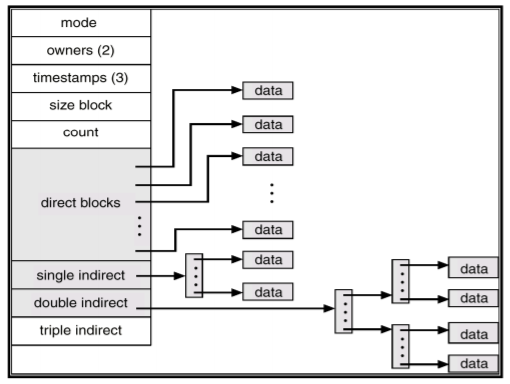 mode
owners (2)
timestamps (3)
size block
count
direct blocks
single indirect
double indirect
triple indirect
data
data
data
data
data
data
data
data
data
data